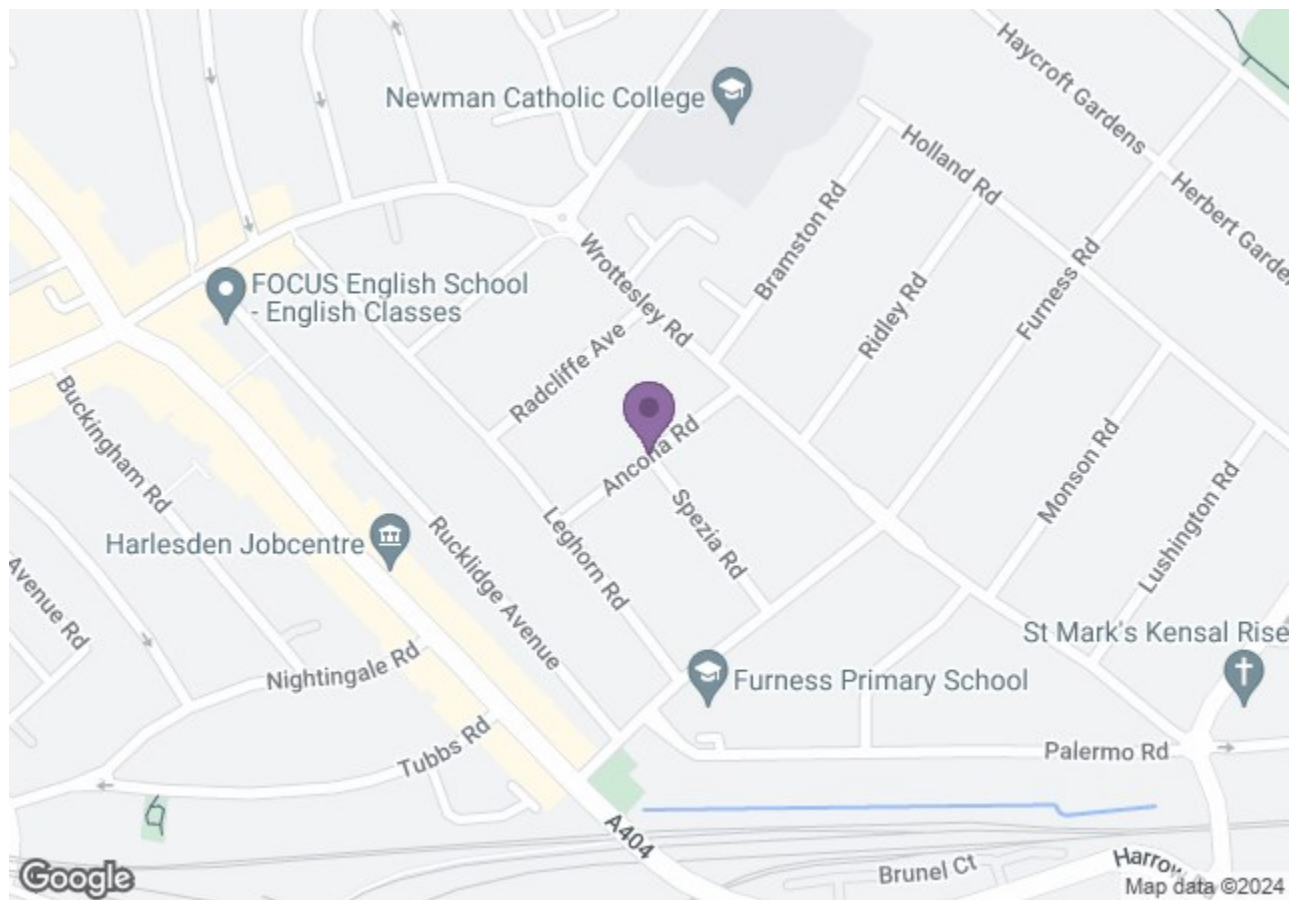 Newman Catholic College
Haycroft Gardens
Holland Rd
Herbert Gardens
Bramston Rd
Wrottesley Rd
Ridley Rd
Furness Rd
FOCUS English School
- English Classes
Radcliffe Ave
Buckingham Rd
Ancona Rd
Spezia Rd
Monson Rd
Lushington Rd
Harlesden Jobcentre
Rucklidge Avenue
Leghorn Rd
Avenue Rd
St Mark's Kensal Rise
Nightingale Rd
Furness Primary School
Tubbs Rd
Palermo Rd
A404
Brunel Ct
Harrow
Google
Map data ©2024